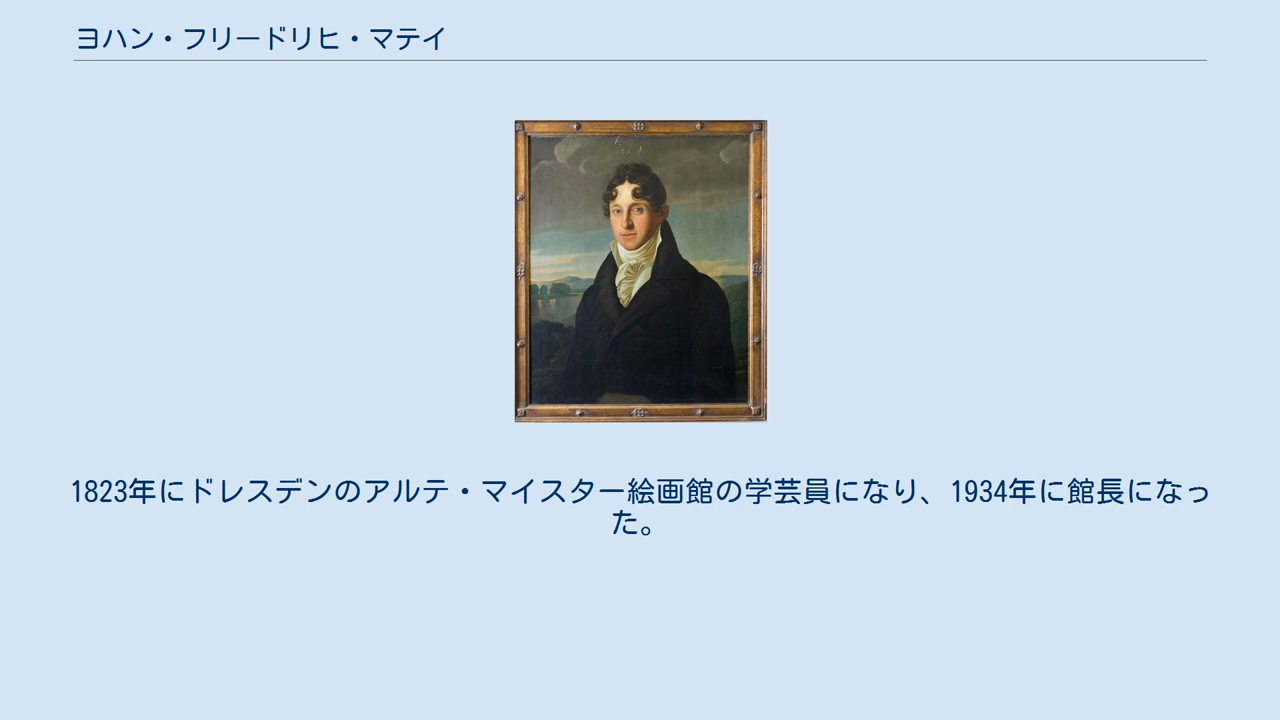 ヨハン・フリードリヒ・マテイ
1823年にドレスデンのアルテ・マイスター絵画館の学芸員になり、1934年に館長になっ
た。